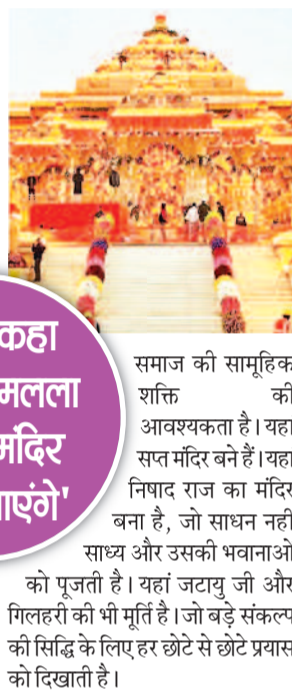 कहा
मलला
मंदिर
एंगे'
समाज की सामूहिक
शक्ति की
आवश्यकता है। यहा
सप्त मंदिर बने हैं। यहा
निषाद राज का मंदिर
बना है, जो साधन नही
साध्य और उसकी भवानाओ
को पूजती है। यहां जटायु जी और
गिलहरी की भी मूर्ति है। जो बड़े संकल्प
की सिद्धि के लिए हर छोटे से छोटे प्रयास
को दिखाती है।